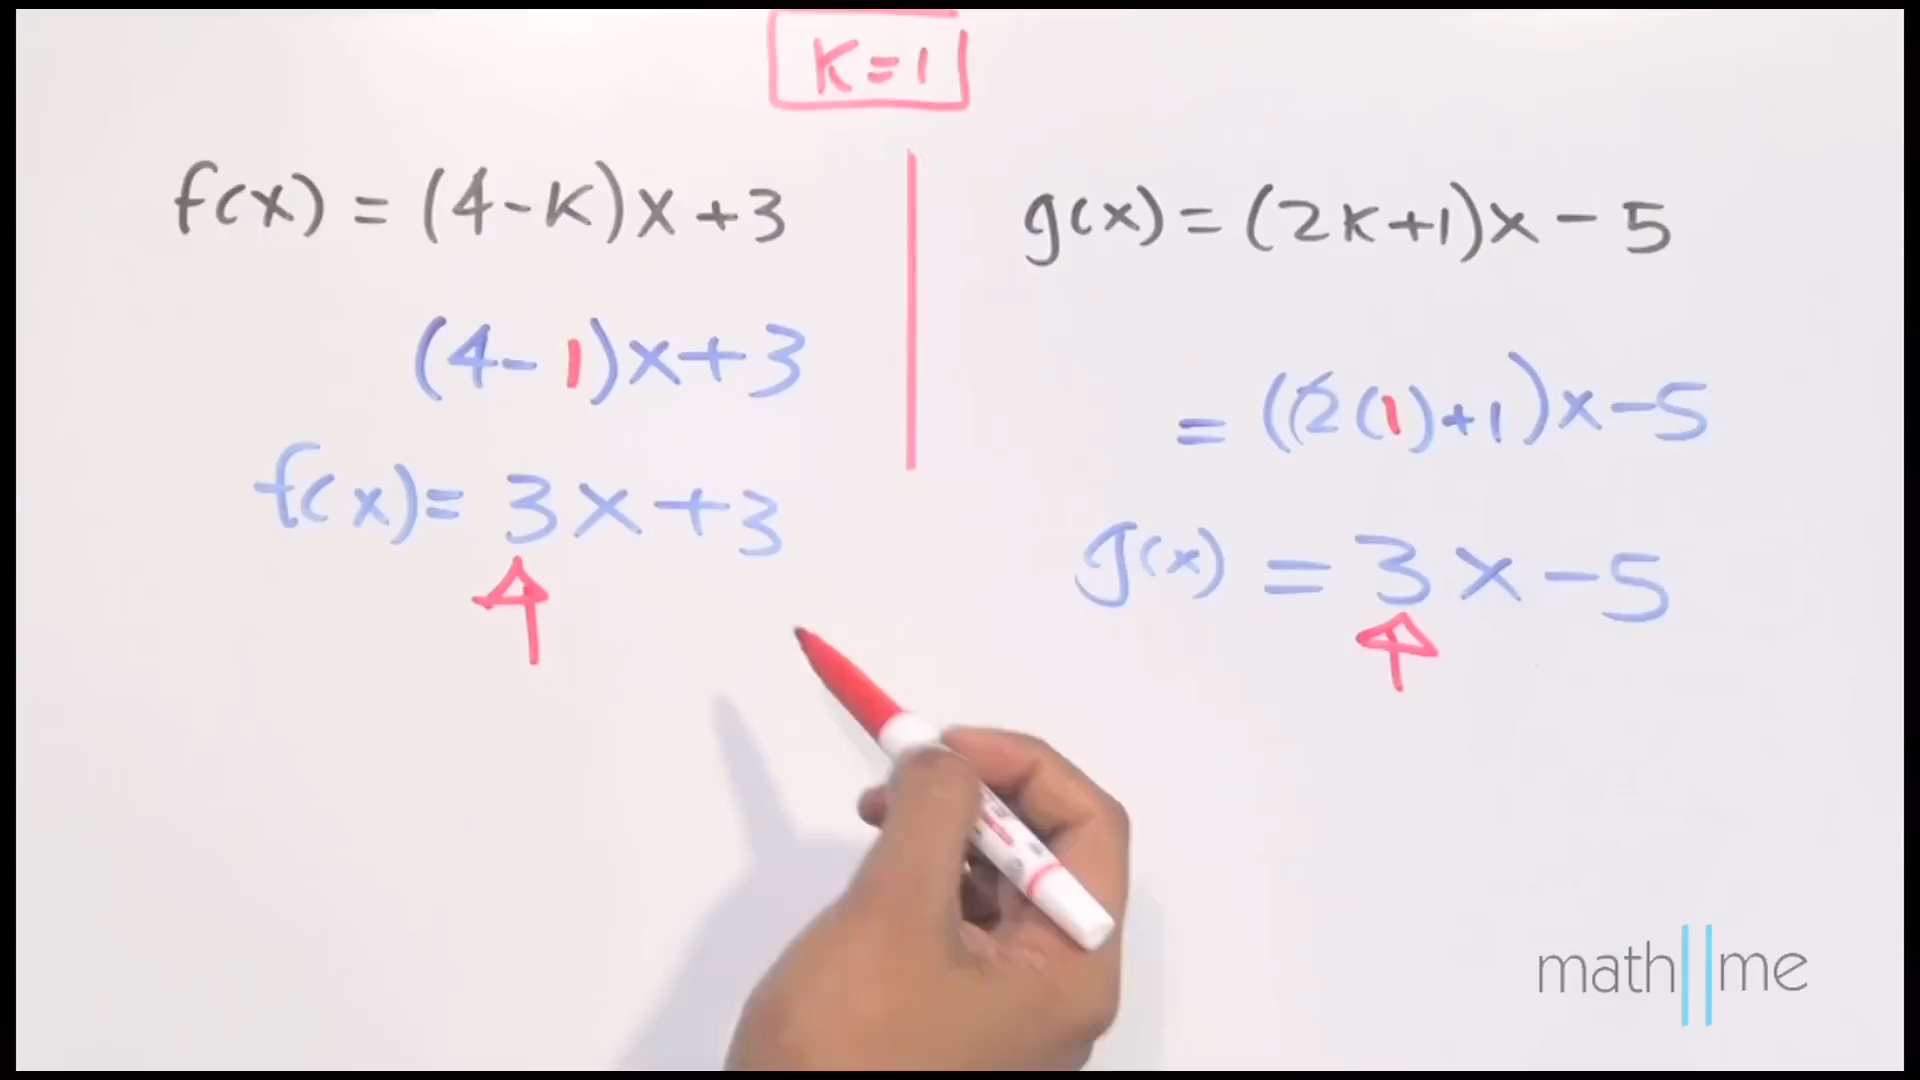 K=1
f(x) = (4-K)x+3
(4-1)x+3
f(x)= 3x+3
g(x)=(2K+1)x-5
= (2(1)+1)x-5
g(x) = 3x-5
math||me